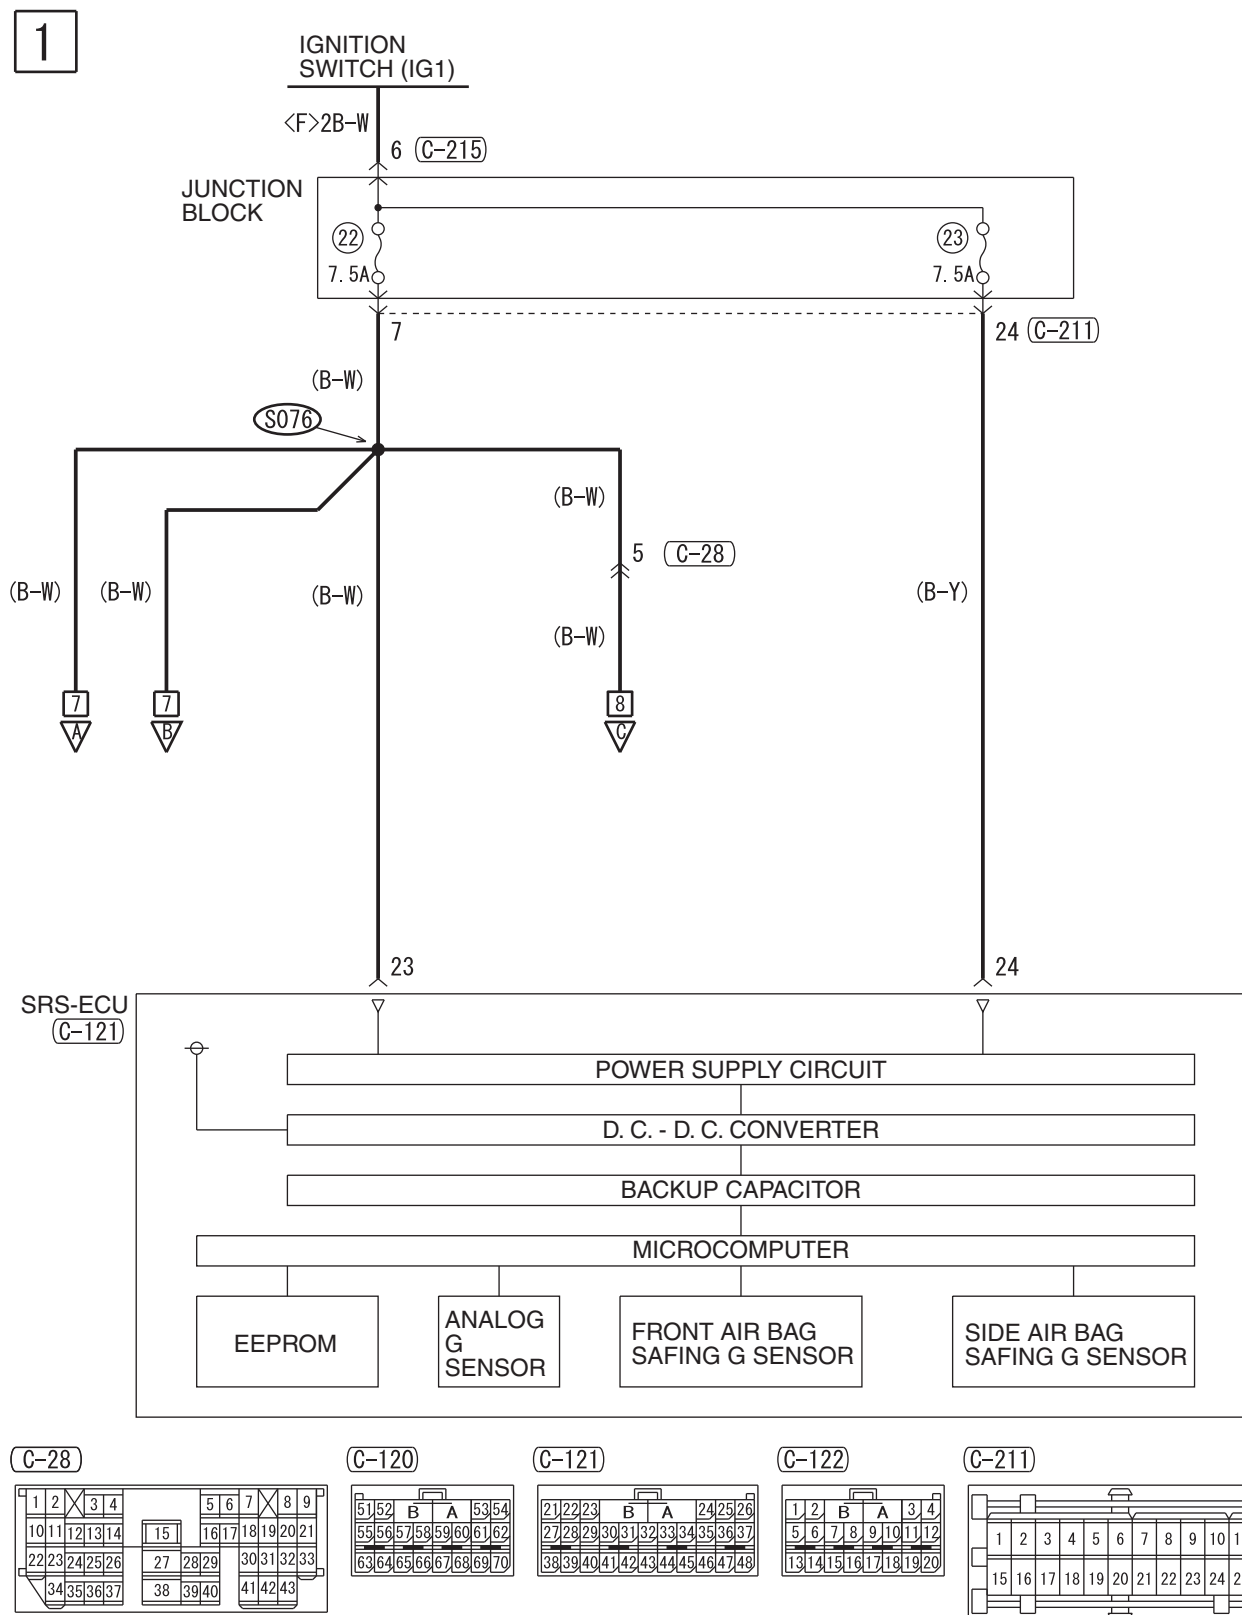 1
IGNITION
SWITCH (IG1)
<F>2B-W
6 C-215
JUNCTION
BLOCK
22
7.5A
23
7.5A
7
24 C-211
(B-W)
S076
(B-W)
5 C-28
(B-W)
(B-W)
(B-W)
(B-Y)
(B-W)
7
7
8
A
B
C
23
24
SRS-ECU
C-121
POWER SUPPLY CIRCUIT
D. C. - D. C. CONVERTER
BACKUP CAPACITOR
MICROCOMPUTER
EEPROM
ANALOG
G
SENSOR
FRONT AIR BAG
SAFING G SENSOR
SIDE AIR BAG
SAFING G SENSOR
C-28
1 2 3 4 5 6 7 8 9
10 11 12 13 14 15 16 17 18 19 20 21
22 23 24 25 26 27 28 29 30 31 32 33
34 35 36 37 38 39 40 41 42 43
C-120
51 52 B A 53 54
55 56 57 58 59 60 61 62
63 64 65 66 67 68 69 70
C-121
21 22 23 B A 24 25 26
27 28 29 30 31 32 33 34 35 36 37
38 39 40 41 42 43 44 45 46 47 48
C-122
1 2 B A 3 4
5 6 7 8 9 10 11 12
13 14 15 16 17 18 19 20
C-211
1 2 3 4 5 6 7 8 9 10
15 16 17 18 19 20 21 22 23 24